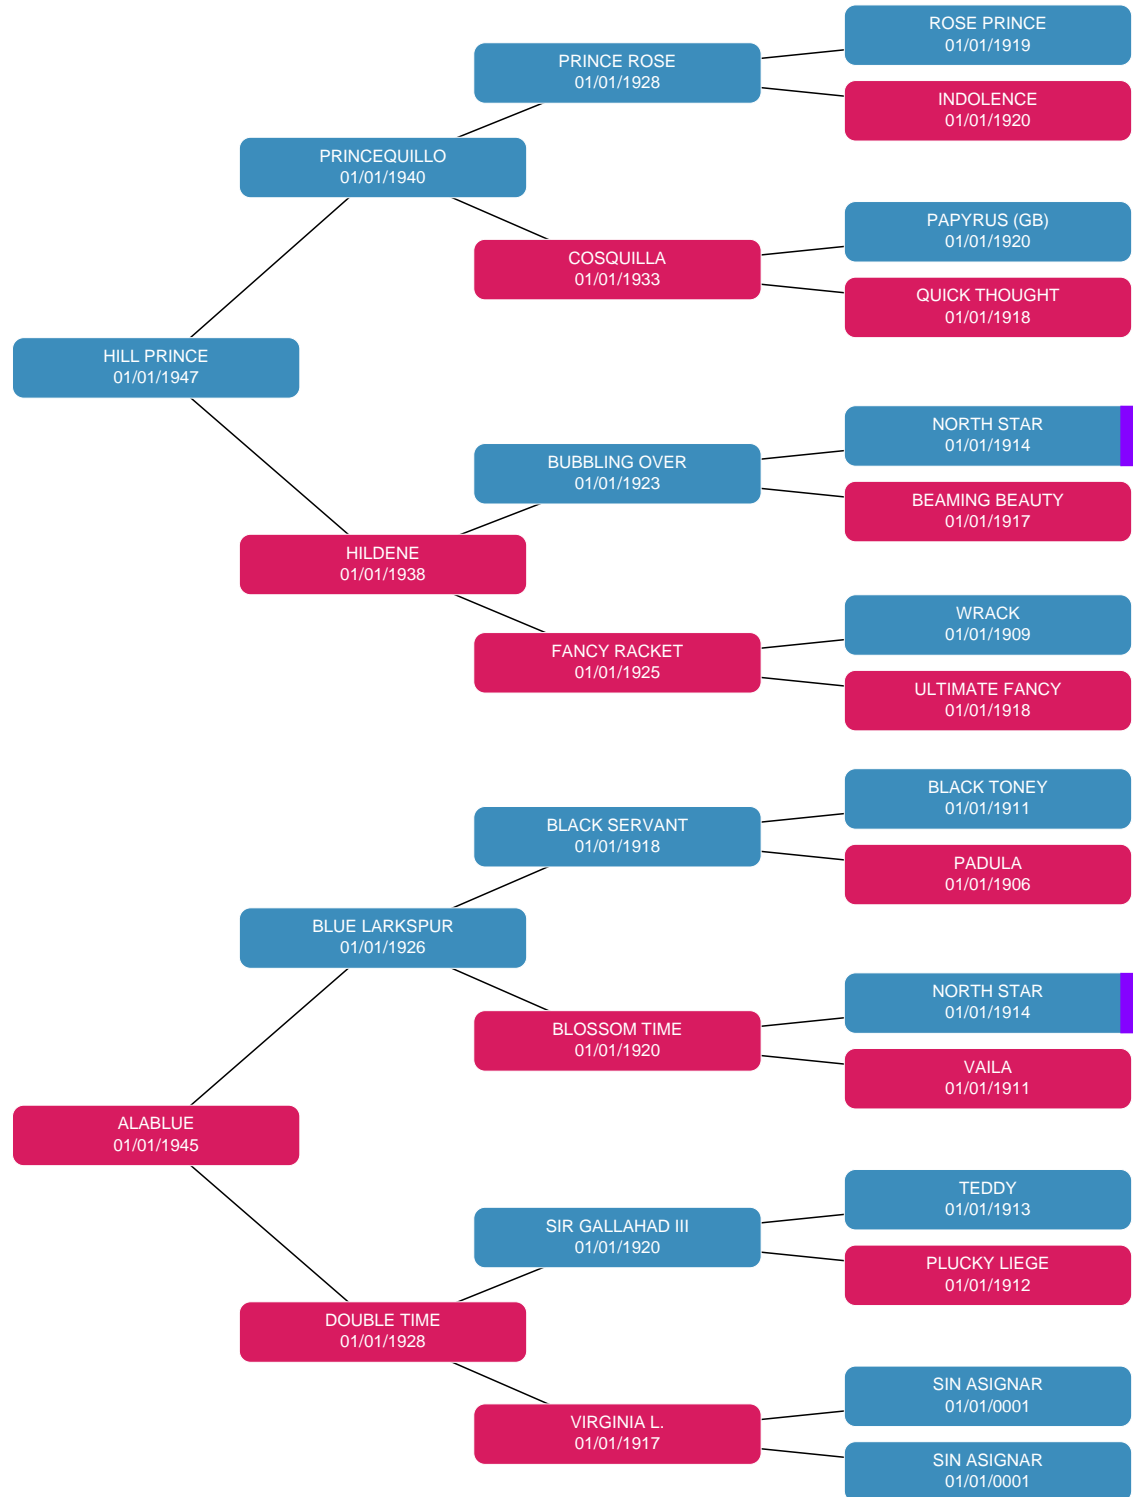 ROSE PRINCE
01/01/1919
PRINCE ROSE
01/01/1928
INDOLENCE
01/01/1920
PRINCEQUILLO
01/01/1940
PAPYRUS (GB)
01/01/1920
COSQUILLA
01/01/1933
QUICK THOUGHT
01/01/1918
HILL PRINCE
01/01/1947
NORTH STAR
01/01/1914
BUBBLING OVER
01/01/1923
BEAMING BEAUTY
01/01/1917
HILDENE
01/01/1938
WRACK
01/01/1909
FANCY RACKET
01/01/1925
ULTIMATE FANCY
01/01/1918
BLACK TONEY
01/01/1911
BLACK SERVANT
01/01/1918
PADULA
01/01/1906
BLUE LARKSPUR
01/01/1926
NORTH STAR
01/01/1914
BLOSSOM TIME
01/01/1920
VAILA
01/01/1911
ALABLUE
01/01/1945
TEDDY
01/01/1913
SIR GALLAHAD III
01/01/1920
PLUCKY LIEGE
01/01/1912
DOUBLE TIME
01/01/1928
SIN ASIGNAR
01/01/0001
VIRGINIA L.
01/01/1917
SIN ASIGNAR
01/01/0001